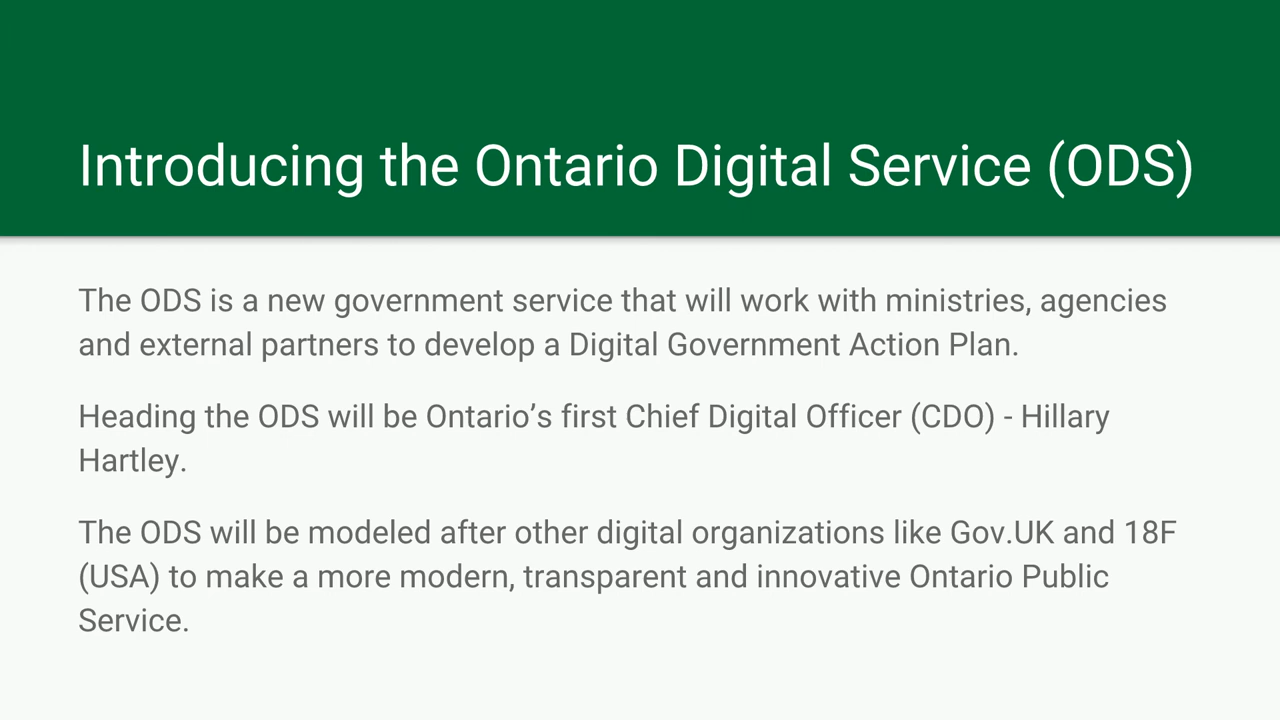 Introducing the Ontario Digital Service (ODS)
The ODS is a new government service that will work with ministries, agencies
and external partners to develop a Digital Government Action Plan.
Heading the ODS will be Ontario’s first Chief Digital Officer (CDO) - Hillary
Hartley.
The ODS will be modeled after other digital organizations like Gov.UK and 18F
(USA) to make a more modern, transparent and innovative Ontario Public
Service.